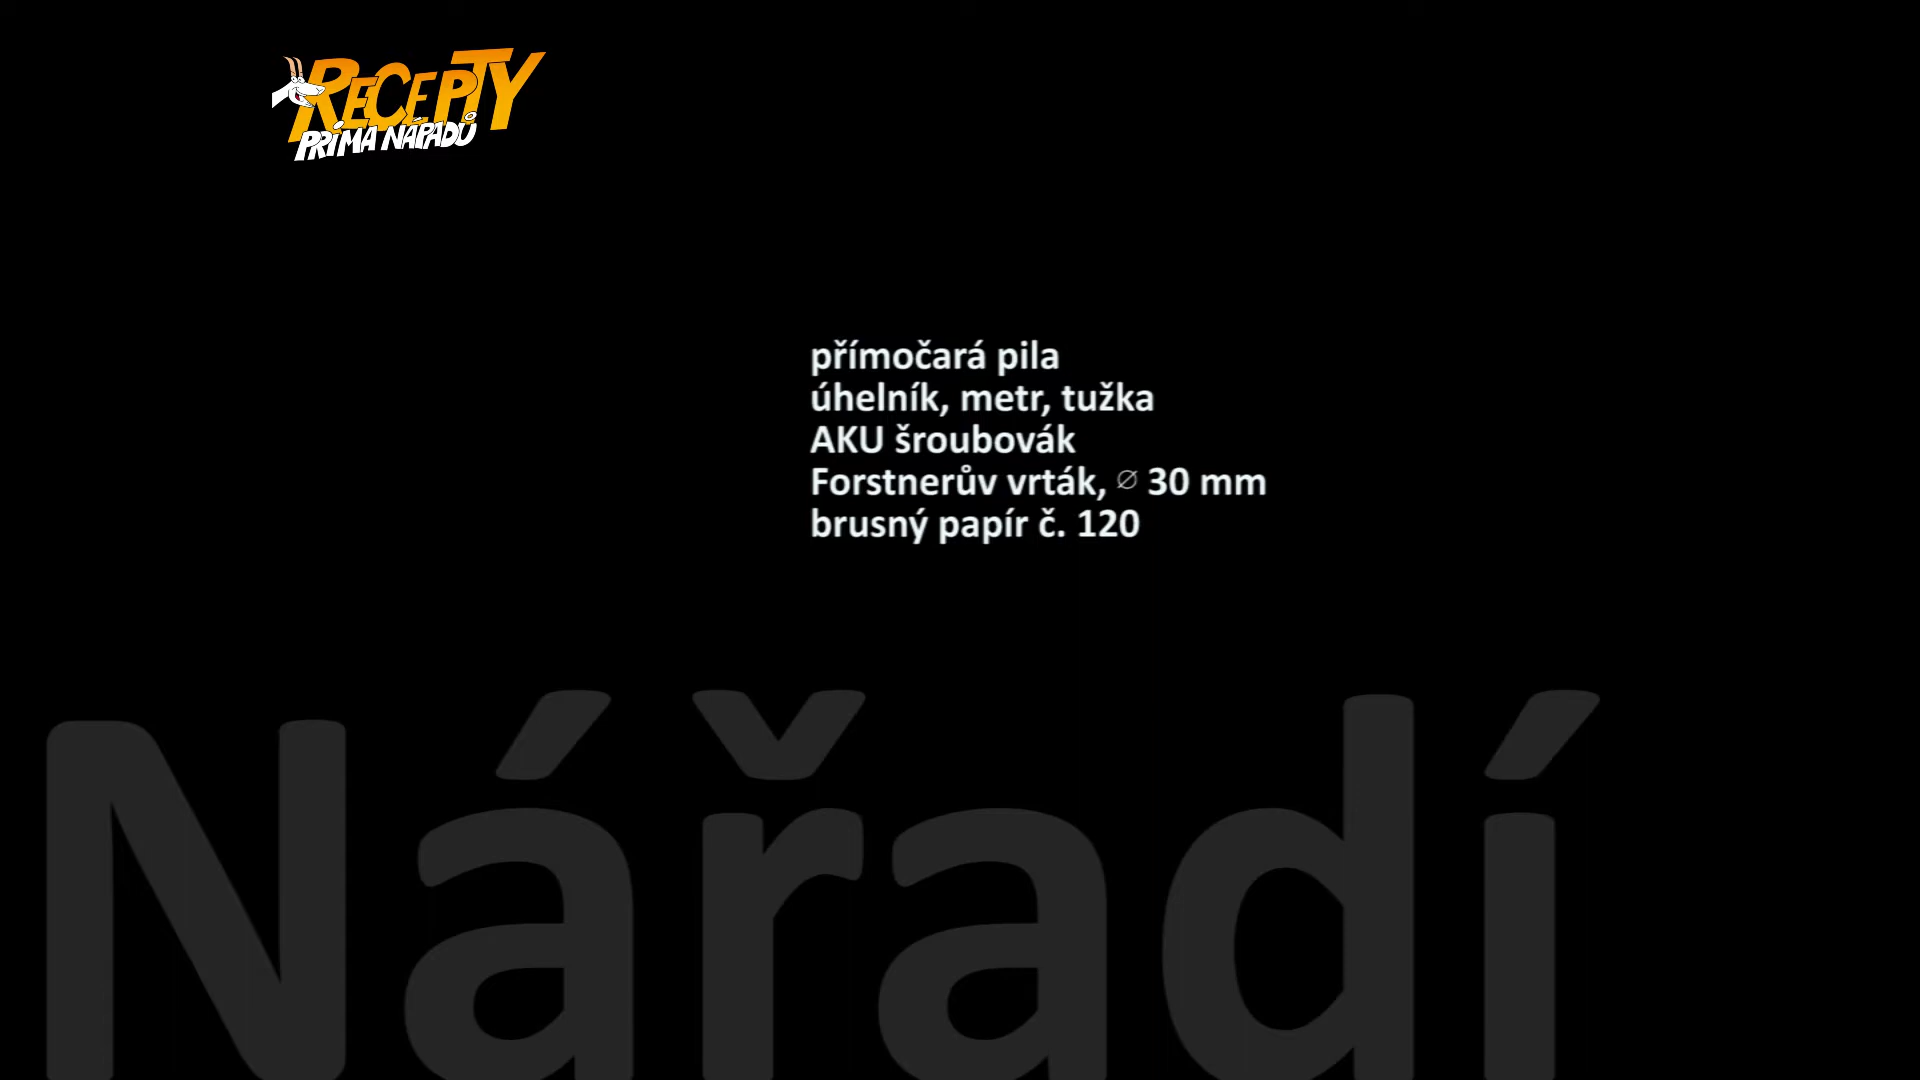 RECEPTY
PRIMA NÁPADŮ
přímočará pila
úhelník, metr, tužka
AKU šroubovák
Forstnerův vrták, ∅ 30 mm
brusný papír č. 120
Nářadí